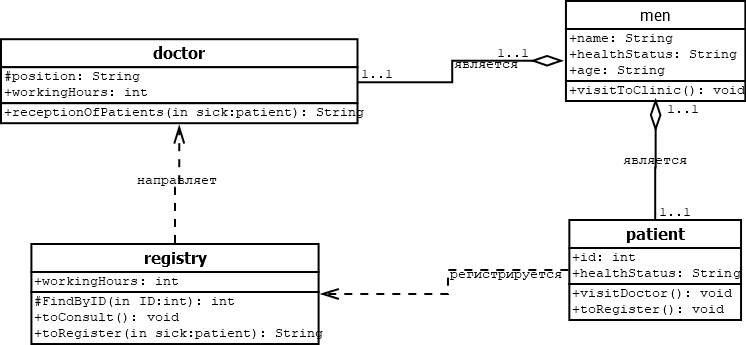 men
+name: String
+healthStatus: String
+age: String
+visitToClinic(): void
doctor
#position: String
+workingHours: int
+receptionOfPatients(in sick:patient): String
1..1
является
1..1
1..1
является
1..1
направляет
registry
+workingHours: int
#FindByID(in ID:int): int
+toConsult(): void
+toRegister(in sick:patient): String
регистрируется
patient
+id: int
+healthStatus: String
+visitDoctor(): void
+toRegister(): void